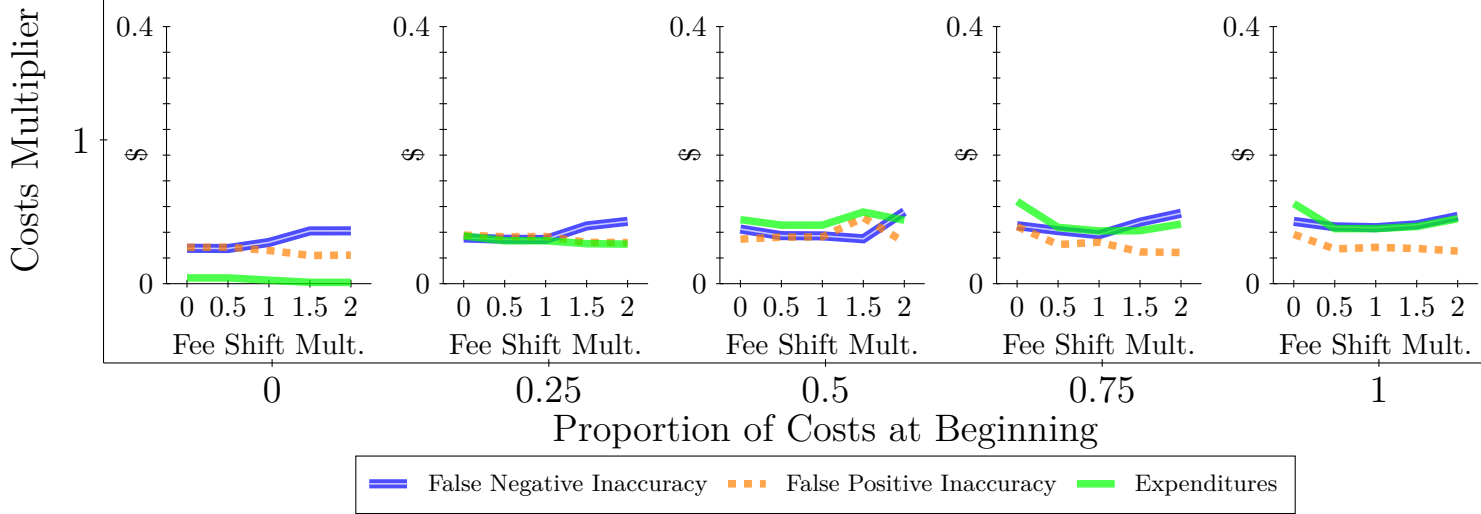 Costs Multiplier
1
0.4
0
$
0 0.5 1 1.5 2
Fee Shift Mult.
0.4
0
$
0 0.5 1 1.5 2
Fee Shift Mult.
0.4
0
$
0 0.5 1 1.5 2
Fee Shift Mult.
0.4
0
$
0 0.5 1 1.5 2
Fee Shift Mult.
0.4
0
$
0 0.5 1 1.5 2
Fee Shift Mult.
0 0.25 0.5 0.75 1
Proportion of Costs at Beginning
False Negative Inaccuracy False Positive Inaccuracy Expenditures